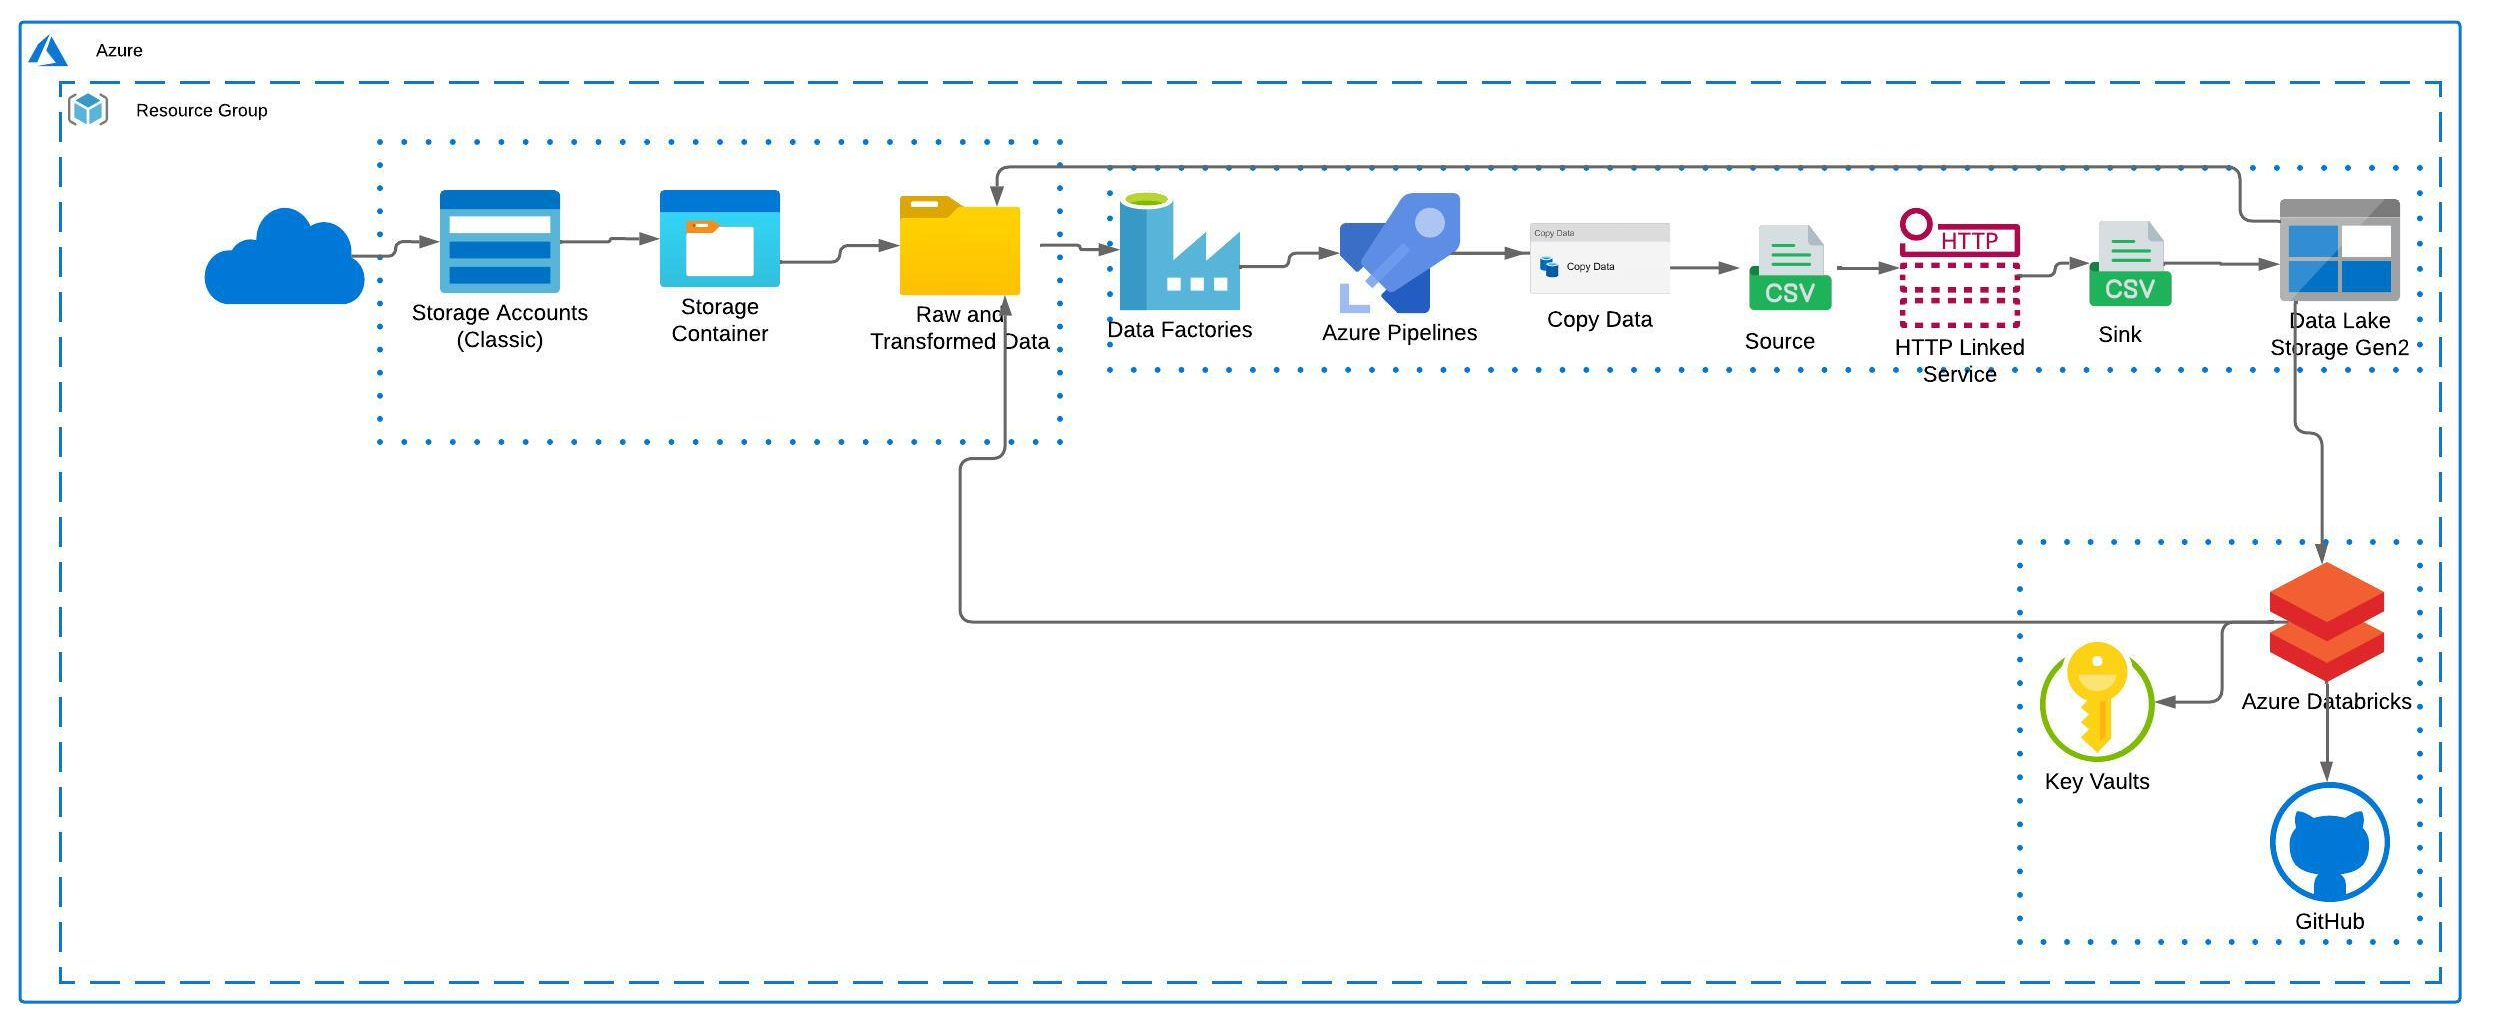 Azure
Resource Group
Storage Accounts
(Classic)
Storage
Container
Raw and
Transformed Data
Data Factories
Azure Pipelines
Copy Data
Copy Data
Copy Data
CSV
Source
HTTP
HTTP Linked
Service
CSV
Sink
Data Lake
Storage Gen2
Azure Databricks
Key Vaults
GitHub